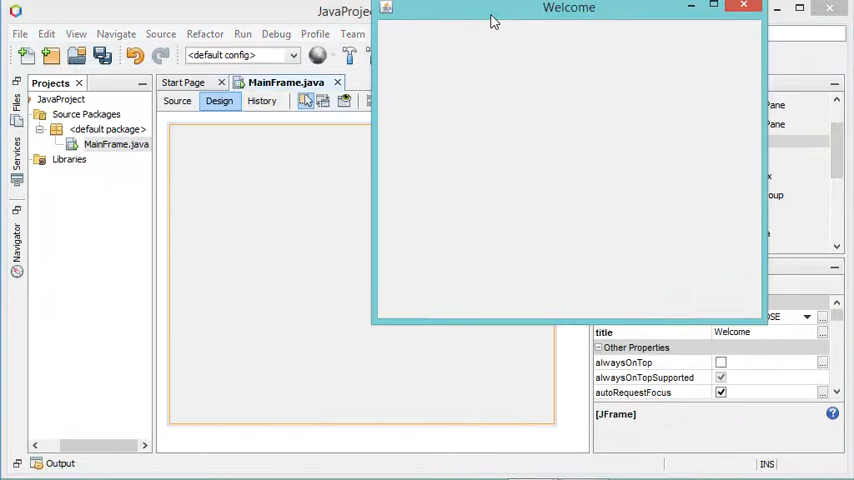 JavaProje
Welcome
File Edit View Navigate Source Refactor Run Debug Profile Team
<default config>
Projects
Start Page
MainFrame.java
JavaProject
Source Design History
Source Packages
<default package>
MainFrame.java
Libraries
Files
Services
Navigator
Pane
Pane
x
oup
OSE
title Welcome
Other Properties
alwaysOnTop
alwaysOnTopSupported
autoRequestFocus
[JFrame]
Output
INS